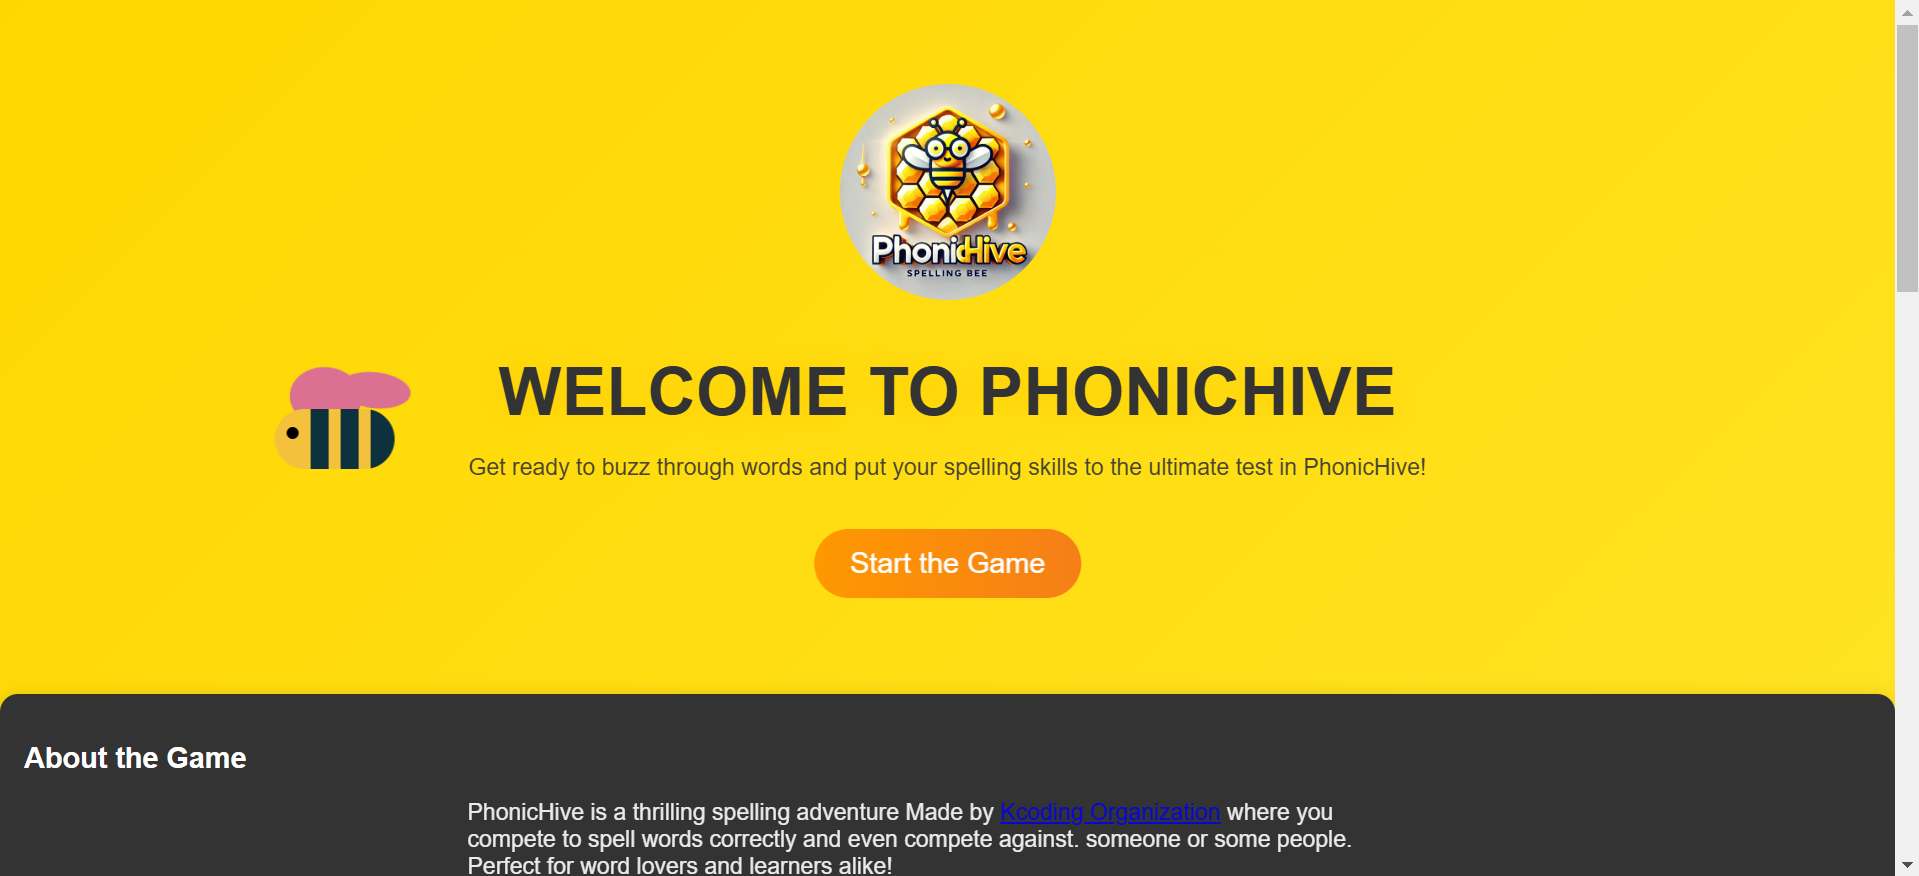 PhonicHive
SPELLING BEE
WELCOME TO PHONICHIVE
Get ready to buzz through words and put your spelling skills to the ultimate test in PhonicHive!
Start the Game
About the Game
PhonicHive is a thrilling spelling adventure Made by Kcoding Organization where you
compete to spell words correctly and even compete against. someone or some people.
Perfect for word lovers and learners alike!